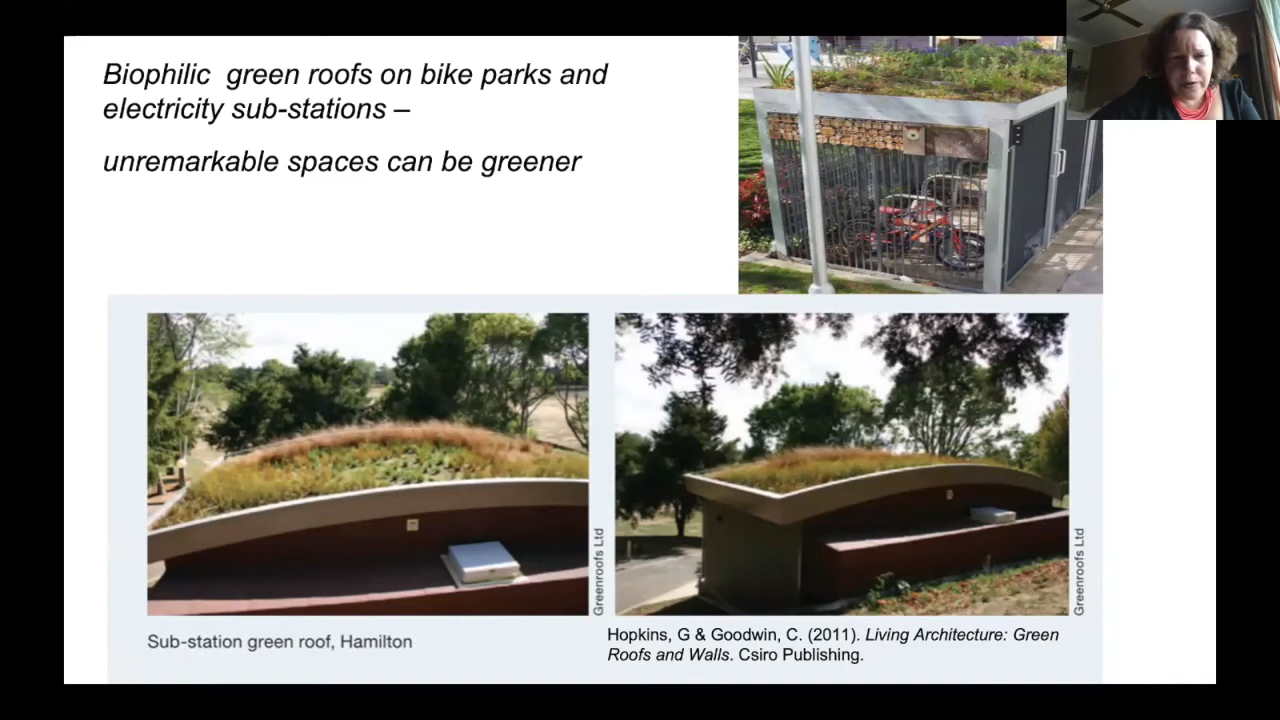 Biophilic green roofs on bike parks and
electricity sub-stations –
unremarkable spaces can be greener
Greenroofs Ltd
Greenroofs Ltd
Sub-station green roof, Hamilton
Hopkins, G & Goodwin, C. (2011). Living Architecture: Green
Roofs and Walls. Csiro Publishing.